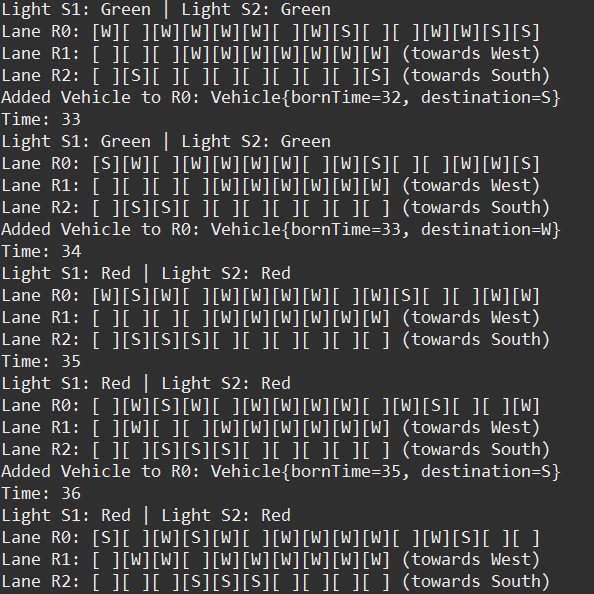 Light S1: Green | Light S2: Green
Lane R0: [W][ ][W][W][W][W][ ][W][S][ ][ ][W][W][S][S]
Lane R1: [ ][ ][ ][W][W][W][W][W][W][W] (towards West)
Lane R2: [ ][S][ ][ ][ ][ ][ ][ ][ ][S] (towards South)
Added Vehicle to R0: Vehicle{bornTime=32, destination=S}
Time: 33
Light S1: Green | Light S2: Green
Lane R0: [S][W][ ][W][W][W][W][ ][W][S][ ][ ][W][W][S]
Lane R1: [ ][ ][ ][ ][W][W][W][W][W][W] (towards West)
Lane R2: [ ][S][S][ ][ ][ ][ ][ ][ ][ ] (towards South)
Added Vehicle to R0: Vehicle{bornTime=33, destination=W}
Time: 34
Light S1: Red | Light S2: Red
Lane R0: [W][S][W][ ][W][W][W][W][ ][W][S][ ][ ][W][W]
Lane R1: [ ][ ][ ][ ][W][W][W][W][W][W] (towards West)
Lane R2: [ ][S][S][S][ ][ ][ ][ ][ ][ ] (towards South)
Time: 35
Light S1: Red | Light S2: Red
Lane R0: [ ][W][S][W][ ][W][W][W][W][ ][W][S][ ][ ][W]
Lane R1: [ ][W][ ][ ][W][W][W][W][W][W] (towards West)
Lane R2: [ ][ ][S][S][S][ ][ ][ ][ ][ ] (towards South)
Added Vehicle to R0: Vehicle{bornTime=35, destination=S}
Time: 36
Light S1: Red | Light S2: Red
Lane R0: [S][ ][W][S][W][ ][W][W][W][W][ ][W][S][ ][ ]
Lane R1: [ ][W][W][ ][W][W][W][W][W][W] (towards West)
Lane R2: [ ][ ][ ][S][S][S][ ][ ][ ][ ] (towards South)